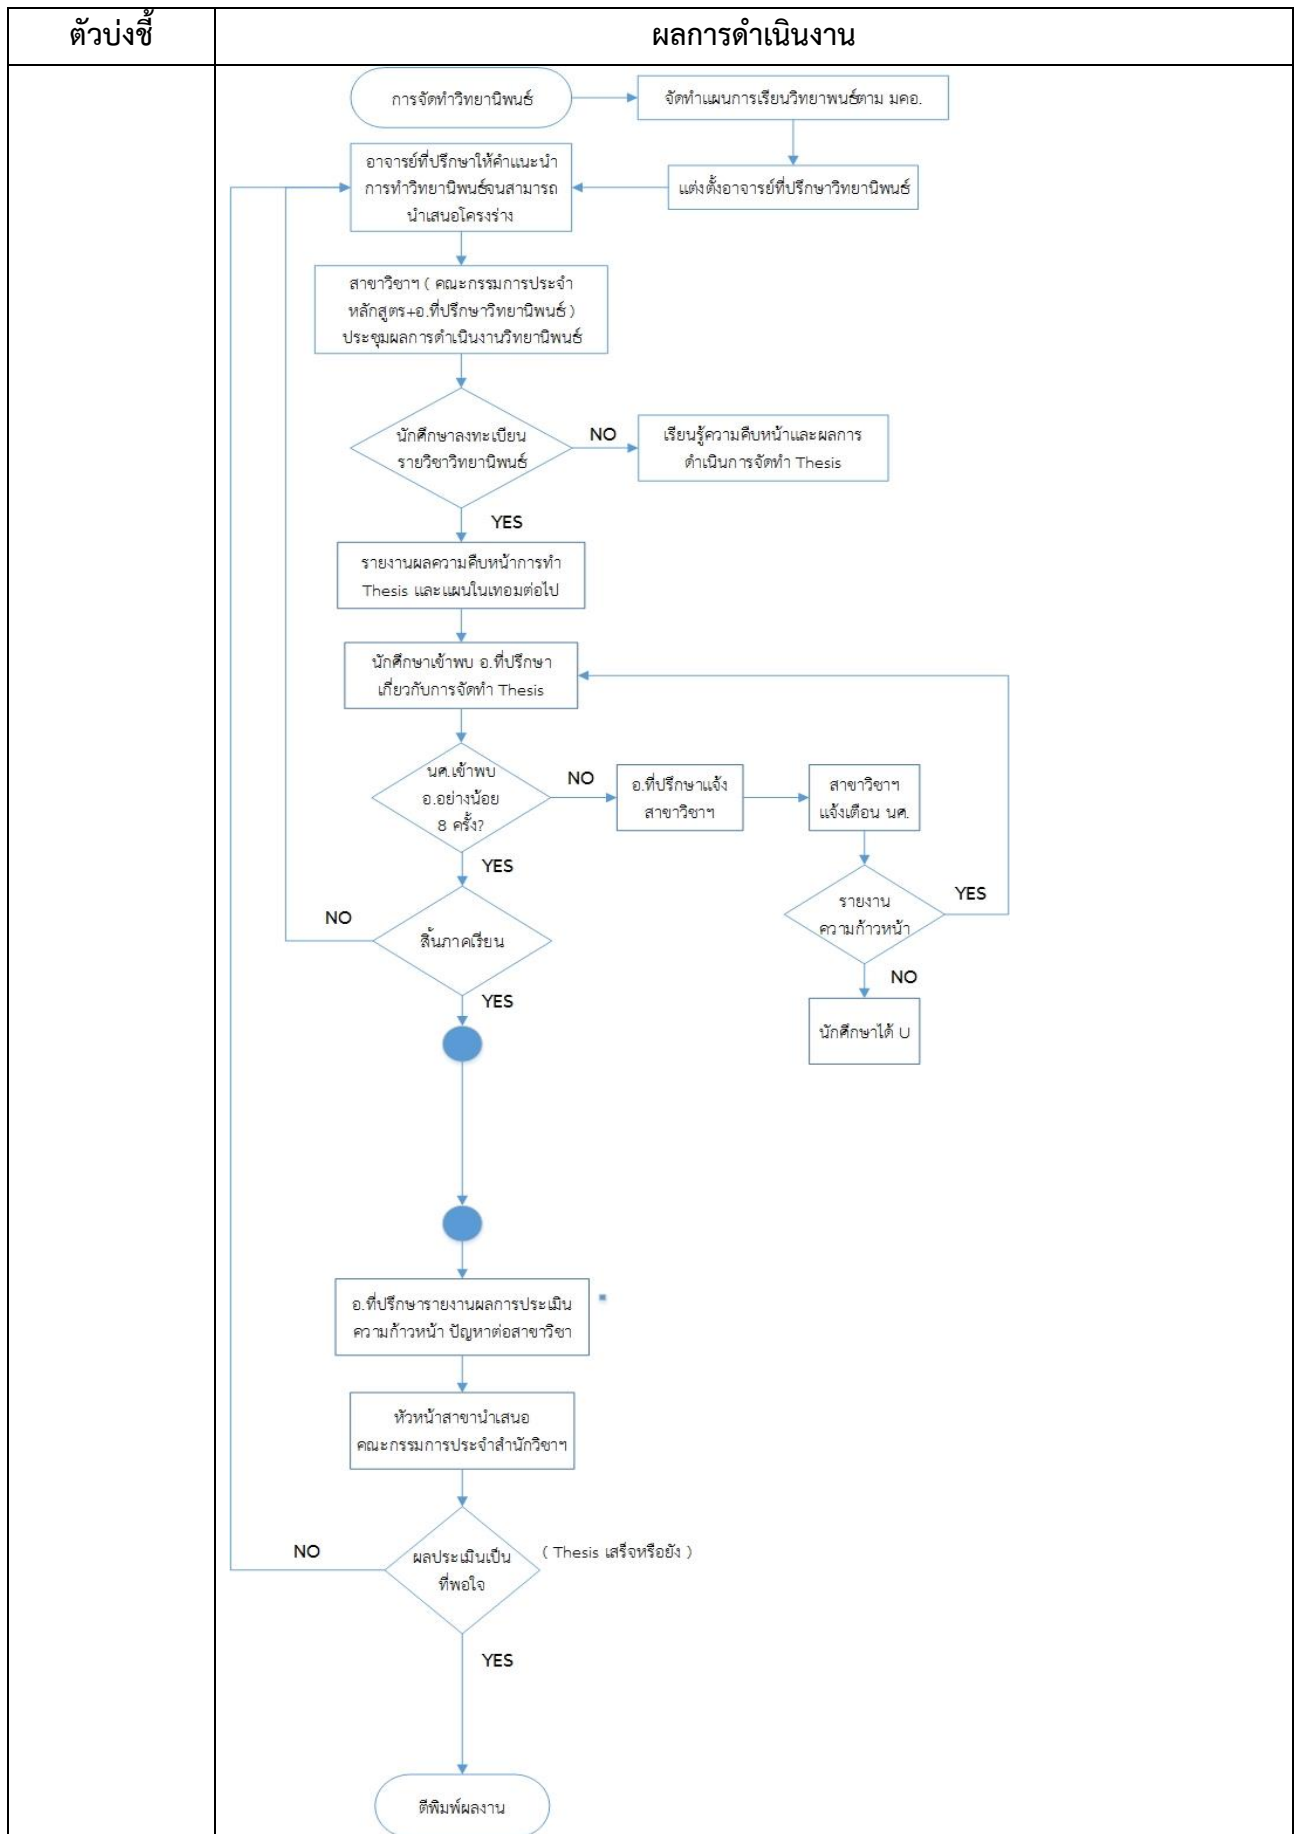 ตัวบ่งชี้
ผลการดำเนินงาน
การจัดทำวิทยานิพนธ์
จัดทำแผนการเรียนวิทยาพนธ์ตาม มคอ.
อาจารย์ที่ปรึกษาให้คำแนะนำ
การทำวิทยานิพนธ์จนสามารถ
นำเสนอโครงร่าง
แต่งตั้งอาจารย์ที่ปรึกษาวิทยานิพนธ์
สาขาวิชาฯ ( คณะกรรมการประจำ
หลักสูตร+อ.ที่ปรึกษาวิทยานิพนธ์ )
ประชุมผลการดำเนินงานวิทยานิพนธ์
นักศึกษาลงทะเบียน
รายวิชาวิทยานิพนธ์
NO
เรียนรู้ความคืบหน้าและผลการ
ดำเนินการจัดทำ Thesis
YES
รายงานผลความคืบหน้าการทำ
Thesis และแผนในเทอมต่อไป
นักศึกษาเข้าพบ อ.ที่ปรึกษา
เกี่ยวกับการจัดทำ Thesis
นศ.เข้าพบ
อ.อย่างน้อย
8 ครั้ง?
NO
อ.ที่ปรึกษาแจ้ง
สาขาวิชาฯ
สาขาวิชาฯ
แจ้งเตือน นศ.
YES
รายงาน
ความก้าวหน้า
YES
NO
สิ้นภาคเรียน
NO
YES
นักศึกษาได้ U
อ.ที่ปรึกษารายงานผลการประเมิน
ความก้าวหน้า ปัญหาต่อสาขาวิชา
หัวหน้าสาขานำเสนอ
คณะกรรมการประจำสำนักวิชาฯ
NO
ผลประเมินเป็น
ที่พอใจ
( Thesis เสร็จหรือยัง )
YES
ตีพิมพ์ผลงาน